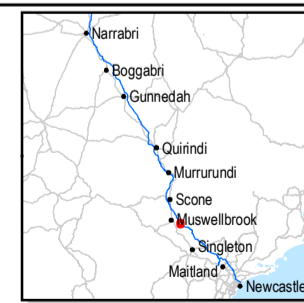 Narrabri
Boggabri
Gunnedah
Quirindi
Murrurundi
Scone
Muswellbrook
Singleton
Maitland
Newcastle